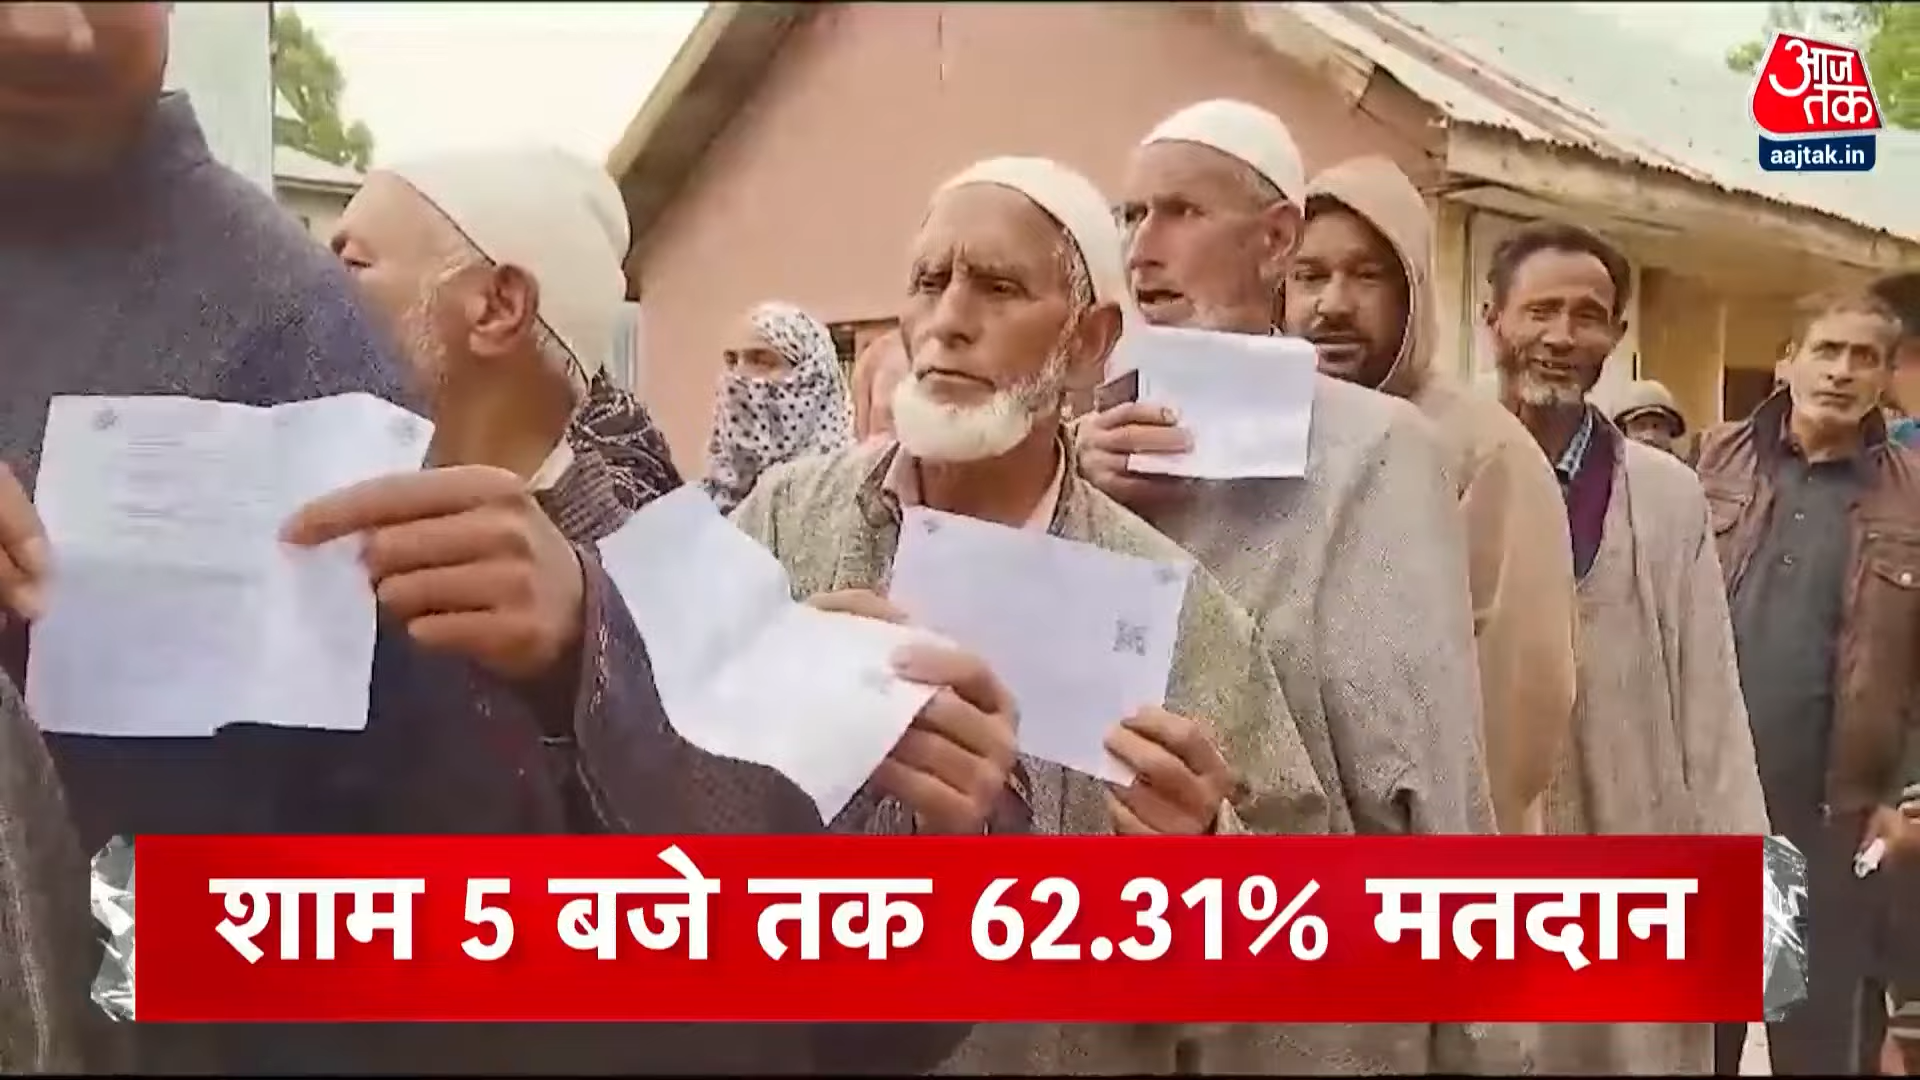 आज
तक
aajtak.in
शाम 5 बजे तक 62.31% मतदान